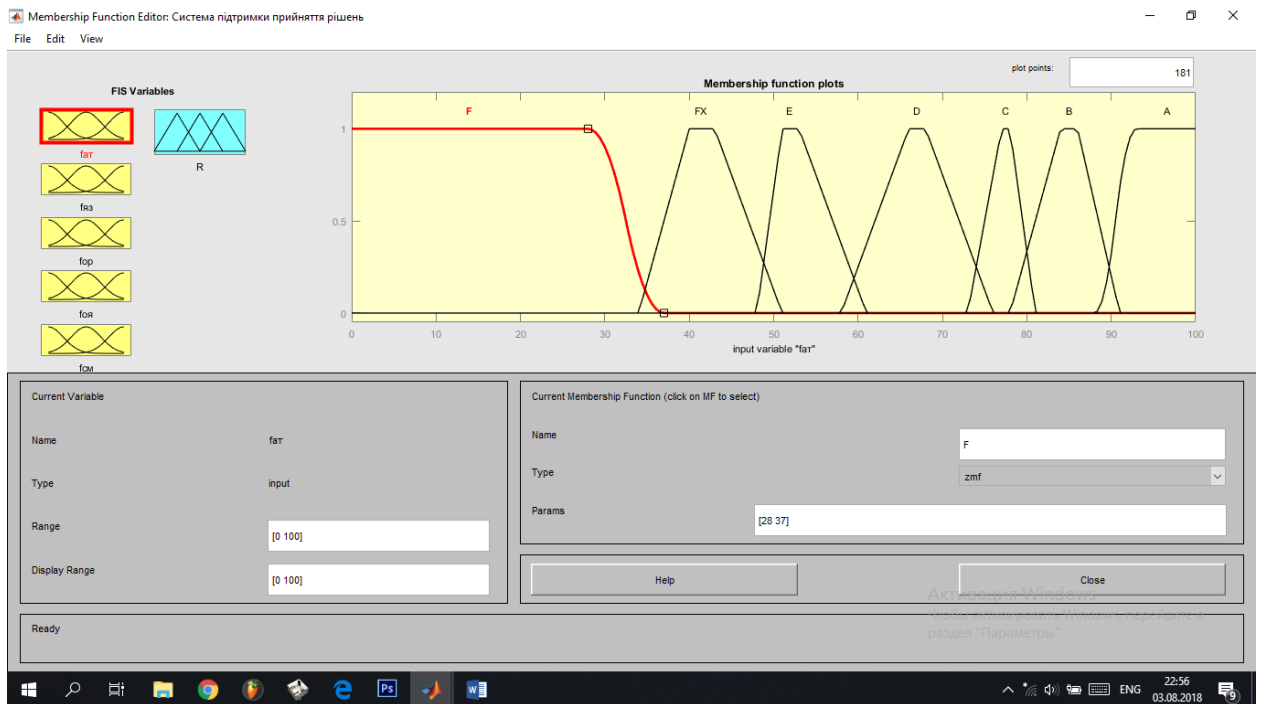 Membership Function Editor: Система підтримки прийняття рішень
File Edit View
plot points: 181
FIS Variables
Membership function plots
fат
R
fяз
fор
fоя
fсм
F FX E D C B A
1
0.5
0
0 10 20 30 40 50 60 70 80 90 100
input variable "fат"
Current Variable
Name fат
Type input
Range [0 100]
Display Range [0 100]
Current Membership Function (click on MF to select)
Name F
Type zmf
Params [28 37]
Help Close
Ready
Активация Windows
Чтобы активировать Windows, перейдите в
раздел "Параметры".
Ps
ENG
22:56
03.08.2018
9